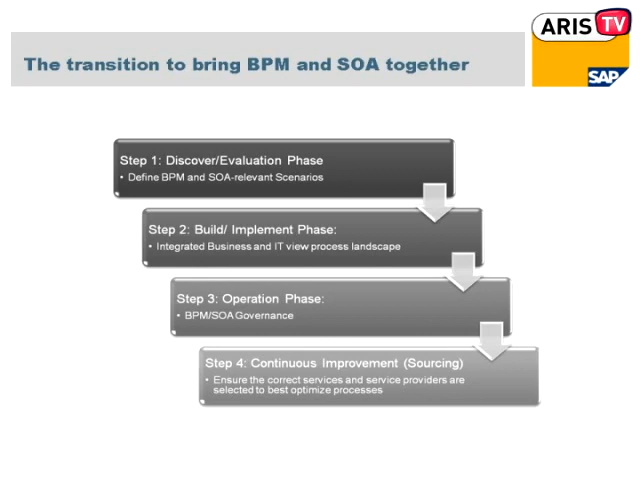 ARIS TV
The transition to bring BPM and SOA together
SAP
Step 1: Discover/Evaluation Phase
• Define BPM and SOA-relevant Scenarios
Step 2: Build/ Implement Phase:
• Integrated Business and IT view process landscape
Step 3: Operation Phase:
• BPM/SOA Governance
Step 4: Continuous Improvement (Sourcing)
• Ensure the correct services and service providers are
selected to best optimize processes